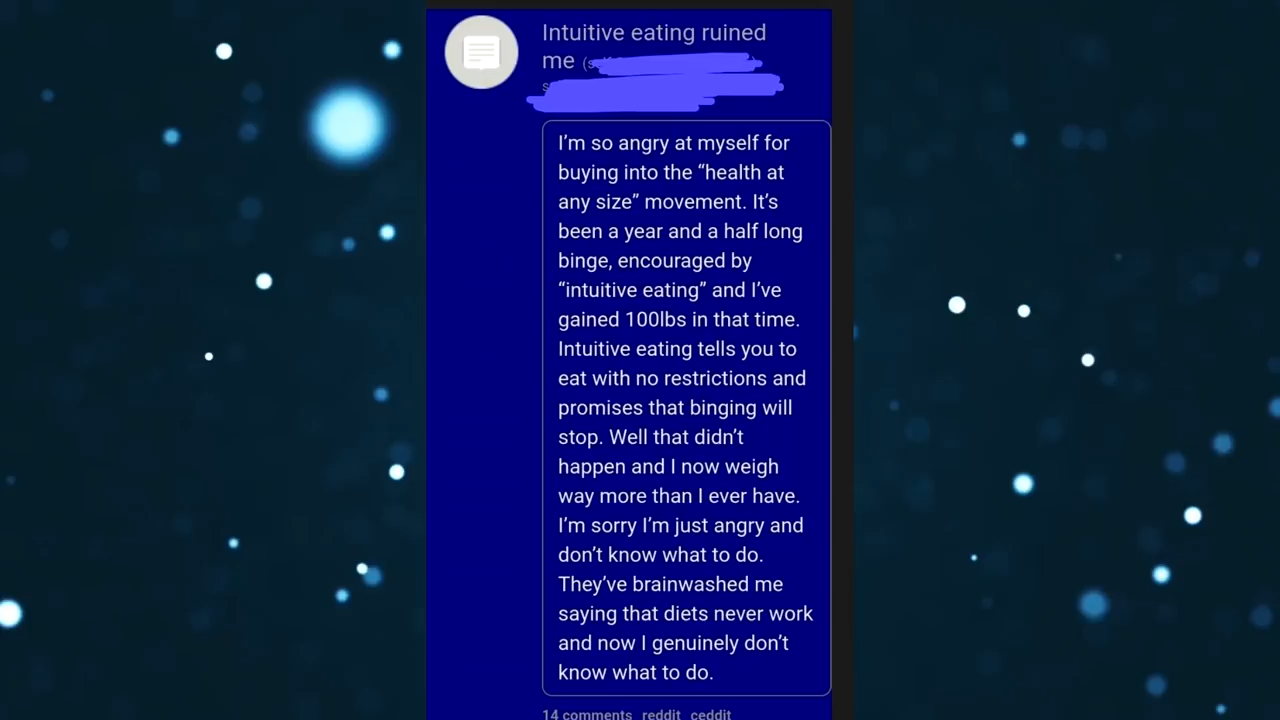 Intuitive eating ruined
me (s
s
I’m so angry at myself for
buying into the “health at
any size” movement. It’s
been a year and a half long
binge, encouraged by
“intuitive eating” and I’ve
gained 100lbs in that time.
Intuitive eating tells you to
eat with no restrictions and
promises that binging will
stop. Well that didn’t
happen and I now weigh
way more than I ever have.
I’m sorry I’m just angry and
don’t know what to do.
They’ve brainwashed me
saying that diets never work
and now I genuinely don’t
know what to do.
14 comments reddit ceddit